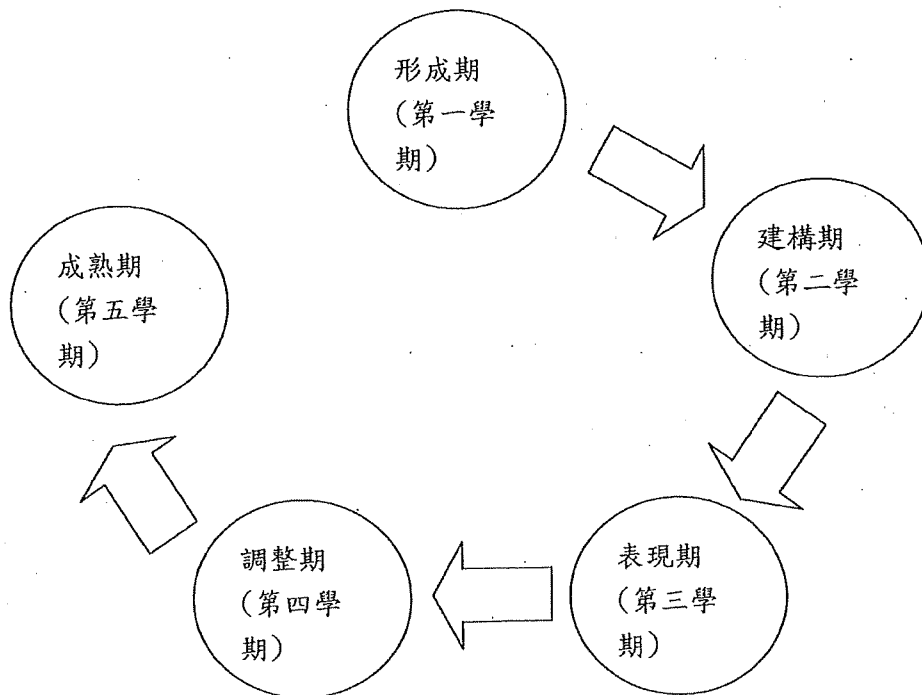 形成期
(第一學
期)
建構期
(第二學
期)
表現期
(第三學
期)
調整期
(第四學
期)
成熟期
(第五學
期)